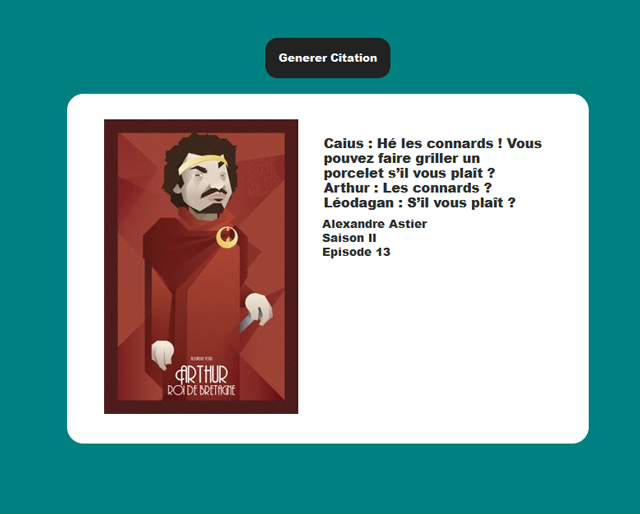 Generer Citation
Caius : Hé les connards ! Vous
pouvez faire griller un
porcelet s'il vous plaît ?
Arthur : Les connards ?
Léodagan : S'il vous plaît ?
Alexandre Astier
Saison II
Episode 13
ARTHUR
ROI DE BRETAGNE